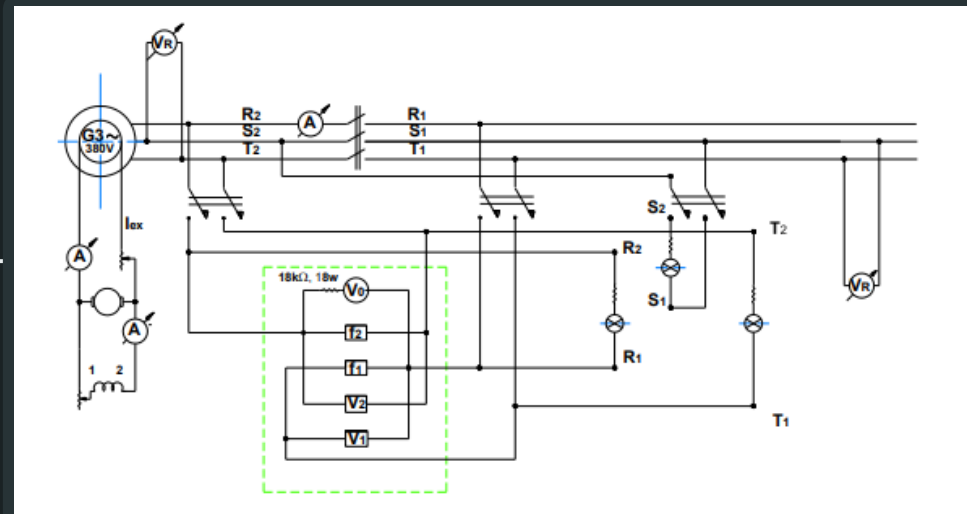 VR
R2 A R1
S2 S1
G3~
380V
T2 T1
Iex
S2
T2
R2
A
18kΩ, 18w
V0
VR
S1
A
f2
R1
f1
1 2
V2
T1
V1